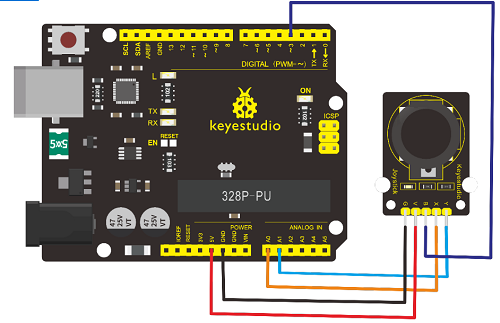 SCL
SDA
AREF
GND
13
12
~11
~10
~9
8
7
~6
~5
4
~3
2
TX→1
RX←0
DIGITAL (PWM~)
L
TX
RX
ON
ICSP
keyestudio
RESET
EN
5x5
102
102
328P-PU
47
25V
VT
47
25V
VT
IOREF
RESET
3V3
5V
GND
GND
VIN
POWER
ANALOG IN
A0
A1
A2
A3
A4
A5
Joystick
Keyestudio
G
V
B
X
Y